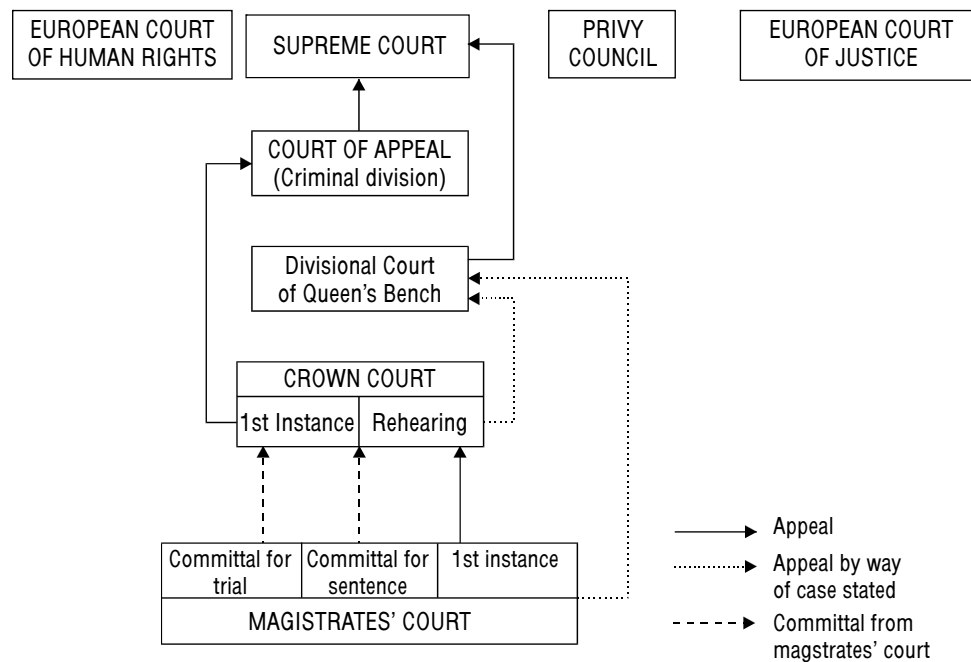 EUROPEAN COURT
OF HUMAN RIGHTS
SUPREME COURT
PRIVY
COUNCIL
EUROPEAN COURT
OF JUSTICE
COURT OF APPEAL
(Criminal division)
Divisional Court
of Queen's Bench
CROWN COURT
1st Instance
Rehearing
Committal for
trial
Committal for
sentence
1st instance
MAGISTRATES' COURT
Appeal
Appeal by way
of case stated
Committal from
magstrates' court